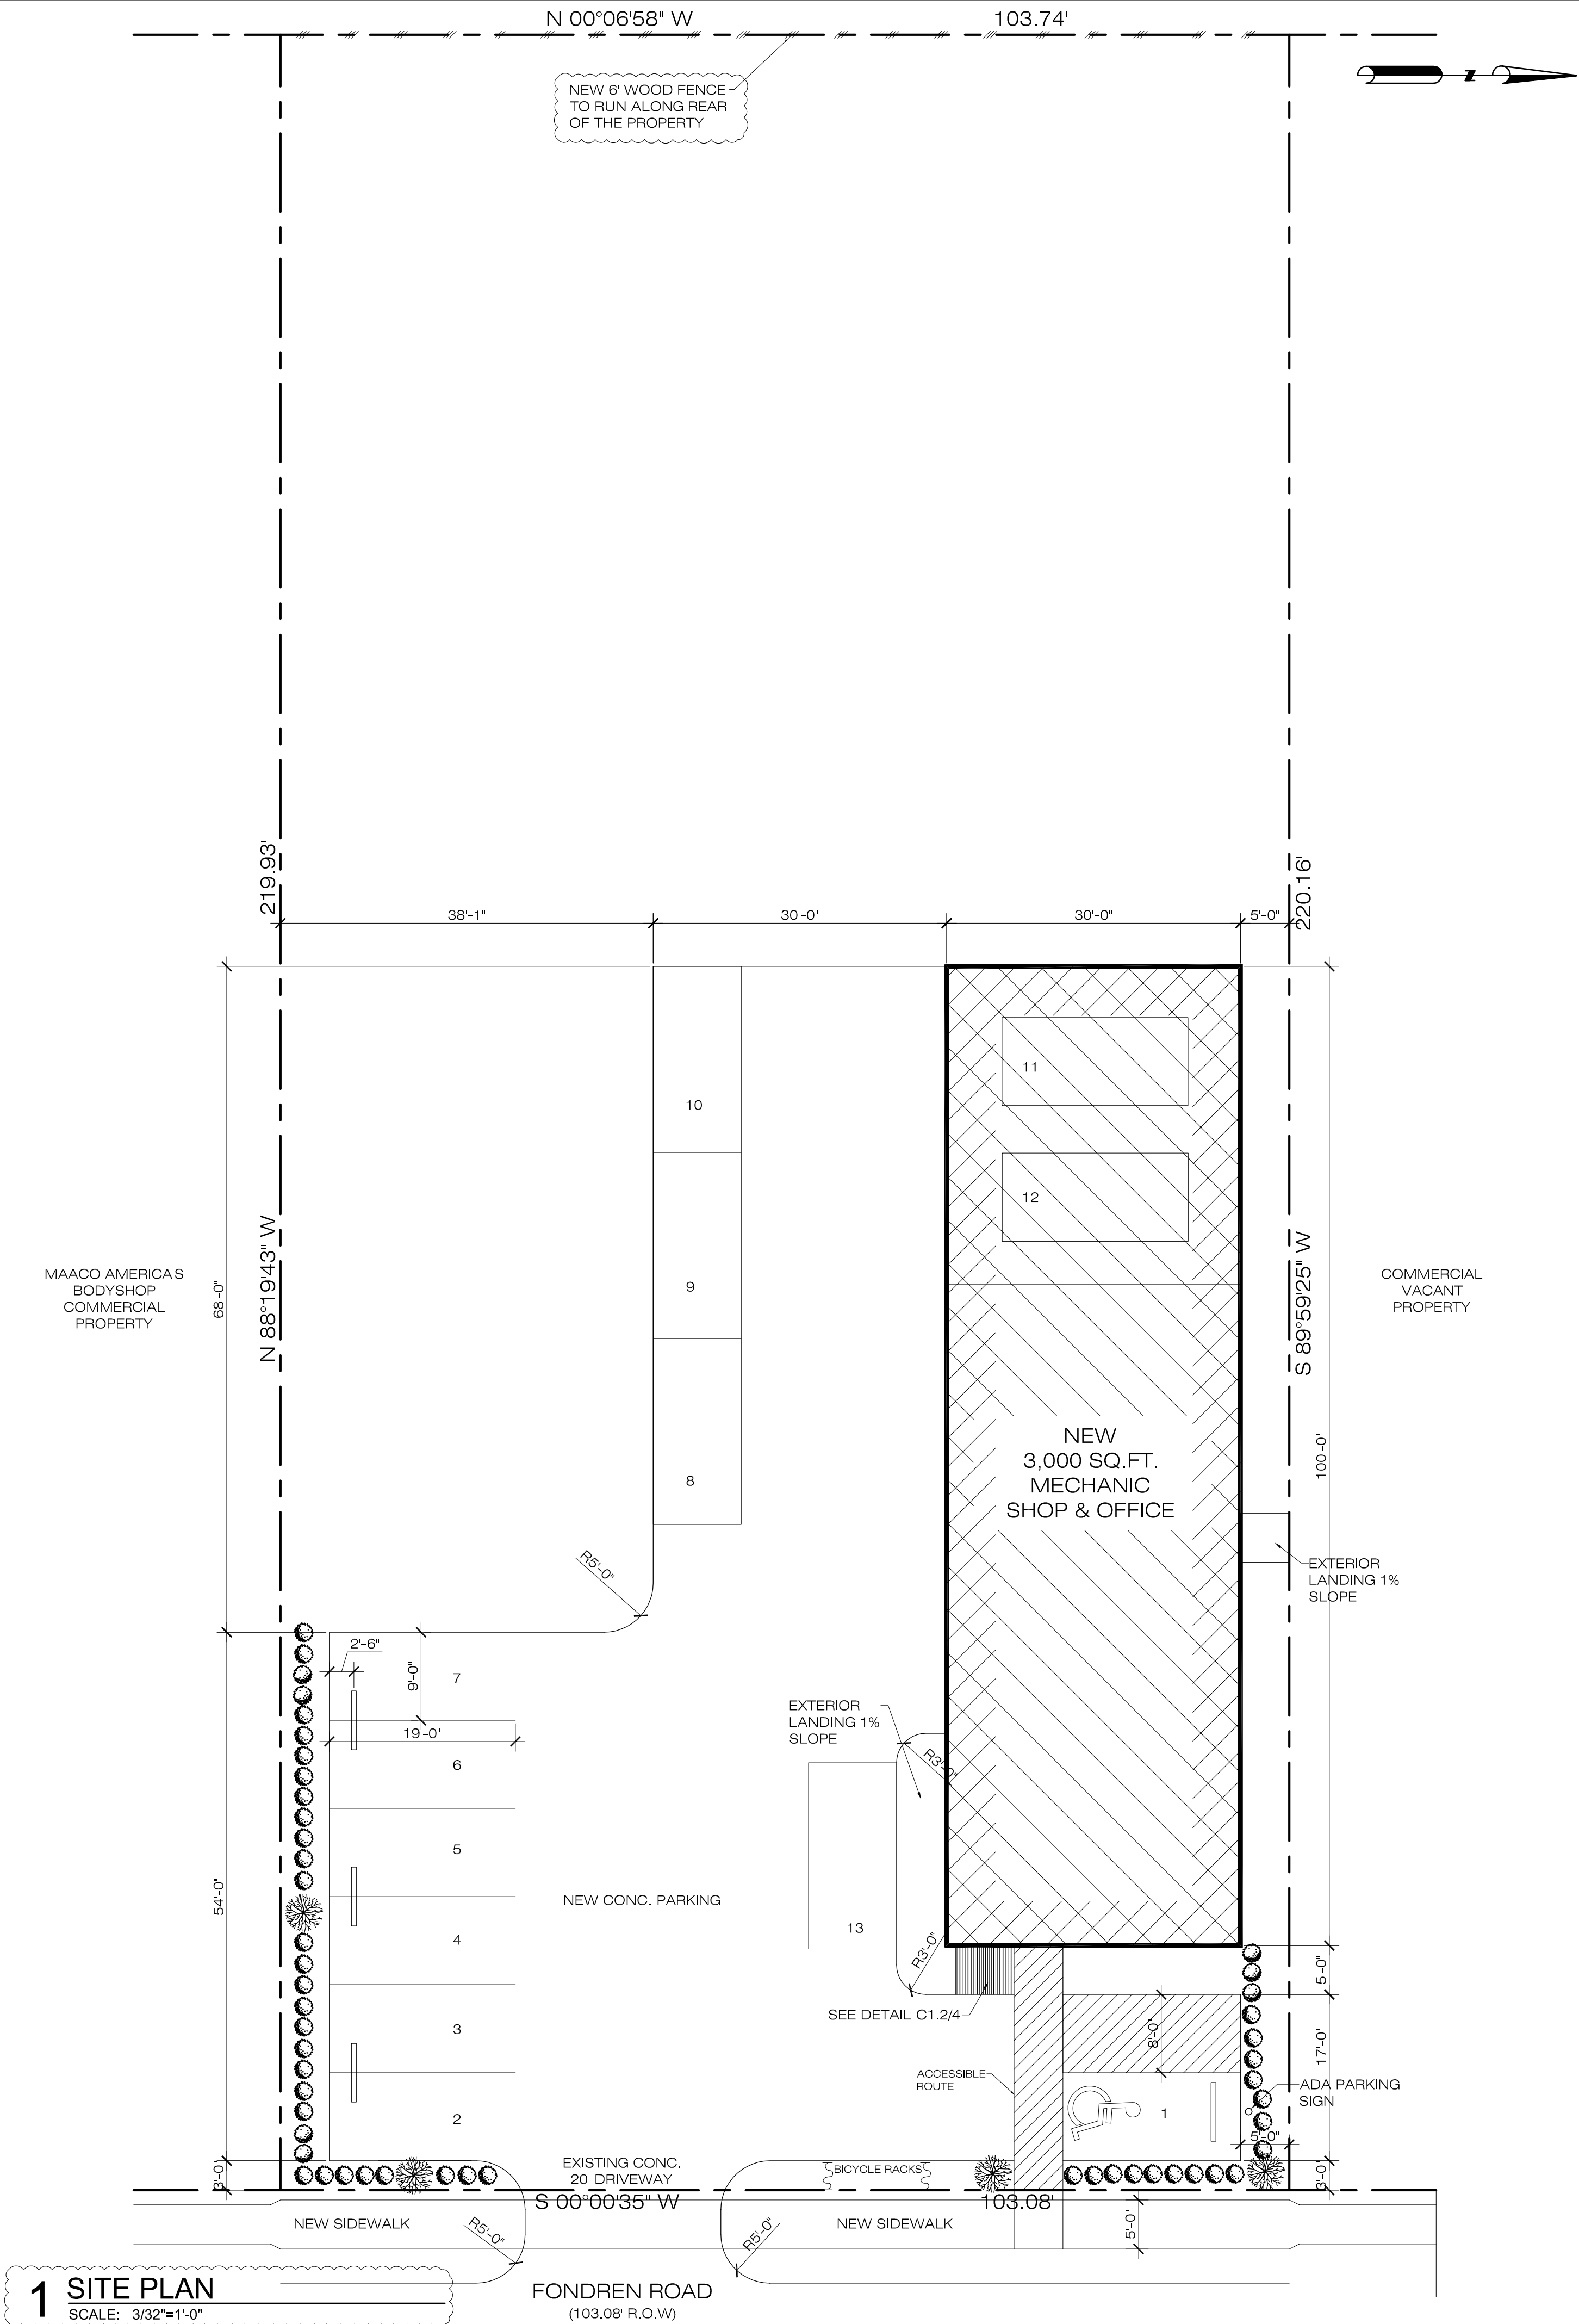 N 00°06'58" W
103.74'
NEW 6' WOOD FENCE
TO RUN ALONG REAR
OF THE PROPERTY
Z
219.93'
220.16'
38'-1"
30'-0"
30'-0"
5'-0"
11
10
12
MAACO AMERICA'S
BODYSHOP
COMMERCIAL
PROPERTY
68'-0"
N 88°19'43" W
9
S 89°59'25" W
COMMERCIAL
VACANT
PROPERTY
NEW
3,000 SQ.FT.
MECHANIC
SHOP & OFFICE
100'-0"
8
R5'-0"
EXTERIOR
LANDING 1%
SLOPE
2'-6"
9'-0"
7
19'-0"
EXTERIOR
LANDING 1%
SLOPE
R3'-0"
6
5
54'-0"
NEW CONC. PARKING
13
4
R3'-0"
5'-0"
SEE DETAIL C1.2/4
3
8'-0"
17'-0"
ACCESSIBLE
ROUTE
ADA PARKING
SIGN
2
1
5'-0"
3'-0"
EXISTING CONC.
20' DRIVEWAY
BICYCLE RACKS
3'-0"
S 00°00'35" W
103.08'
NEW SIDEWALK
R5'-0"
R5'-0"
NEW SIDEWALK
5'-0"
1 SITE PLAN
SCALE: 3/32"=1'-0"
FONDREN ROAD
(103.08' R.O.W)